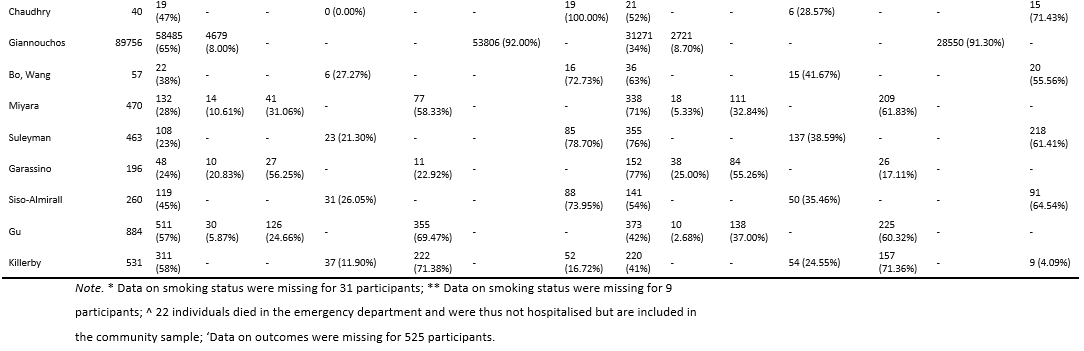 19 19 21 15
Chaudhry 40 (47%) - - 0 (0.00%) - - (100.00%) (52%) - - 6 (28.57%) - - (71.43%)
58485 4679 31271 2721
Giannouchos 89756 (65%) (8.00%) - - - 53806 (92.00%) - (34%) (8.70%) - - - 28550 (91.30%) -
22 16 36 20
Bo, Wang 57 (38%) - - 6 (27.27%) - - (72.73%) (63%) - - 15 (41.67%) - - (55.56%)
132 14 41 77 338 18 111 209
Miyara 470 (28%) (10.61%) (31.06%) - (58.33%) - - (71%) (5.33%) (32.84%) - (61.83%) - -
108 85 355 218
Suleyman 463 (23%) - - 23 (21.30%) - - (78.70%) (76%) - - 137 (38.59%) - - (61.41%)
48 10 27 11 152 38 84 26
Garassino 196 (24%) (20.83%) (56.25%) - (22.92%) - - (77%) (25.00%) (55.26%) - (17.11%) - -
119 88 141 91
Siso-Almirall 260 (45%) - - 31 (26.05%) - - (73.95%) (54%) - - 50 (35.46%) - - (64.54%)
511 30 126 355 373 10 138 225
Gu 884 (57%) (5.87%) (24.66%) - (69.47%) - - (42%) (2.68%) (37.00%) - (60.32%) - -
311 222 52 220 157
Killerby 531 (58%) - - 37 (11.90%) (71.38%) - (16.72%) (41%) - - 54 (24.55%) (71.36%) - 9 (4.09%)
Note. * Data on smoking status were missing for 31 participants; ** Data on smoking status were missing for 9
participants; ^ 22 individuals died in the emergency department and were thus not hospitalised but are included in
the community sample; ‘Data on outcomes were missing for 525 participants.